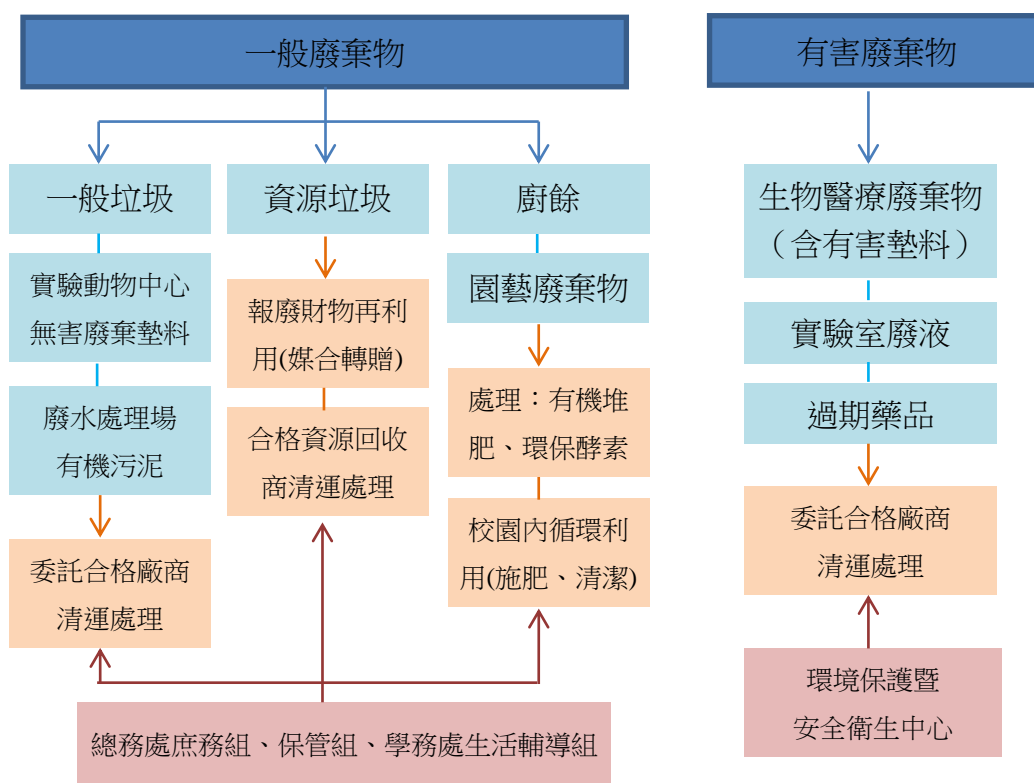 一般廢棄物
有害廢棄物
一般垃圾
資源垃圾
廚餘
生物醫療廢棄物
（含有害墊料）
實驗動物中心
無害廢棄墊料
報廢財物再利
用(媒合轉贈)
園藝廢棄物
實驗室廢液
廢水處理場
有機污泥
合格資源回收
商清運處理
處理：有機堆
肥、環保酵素
過期藥品
委託合格廠商
清運處理
校園內循環利
用(施肥、清潔)
委託合格廠商
清運處理
總務處庶務組、保管組、學務處生活輔導組
環境保護暨
安全衛生中心